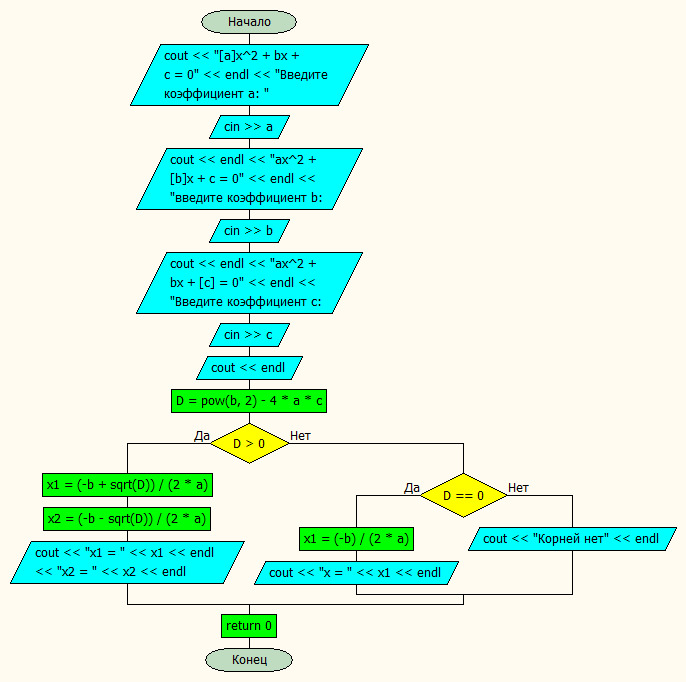 Начало
cout << "[a]x^2 + bx +
c = 0" << endl << "Введите
коэффициент a: "
cin >> a
cout << endl << "ax^2 +
[b]x + c = 0" << endl <<
"введите коэффициент b:
cin >> b
cout << endl << "ax^2 +
bx + [c] = 0" << endl <<
"Введите коэффициент c:
cin >> c
cout << endl
D = pow(b, 2) - 4 * a * c
D > 0
Да
Нет
x1 = (-b + sqrt(D)) / (2 * a)
x2 = (-b - sqrt(D)) / (2 * a)
cout << "x1 = " << x1 << endl
<< "x2 = " << x2 << endl
D == 0
Да
Нет
x1 = (-b) / (2 * a)
cout << "x = " << x1 << endl
cout << "Корней нет" << endl
return 0
Конец